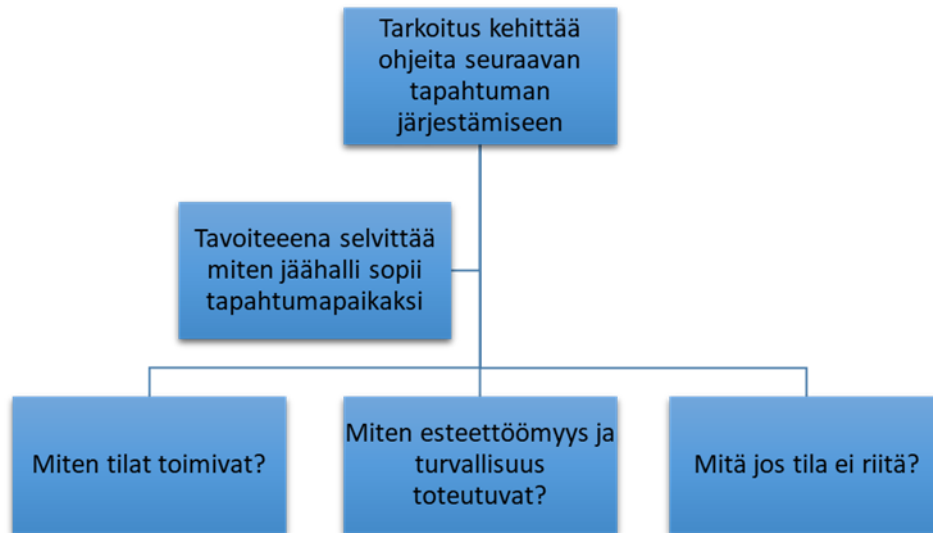 Tarkoitus kehittää
ohjeita seuraavan
tapahtuman
järjestämiseen
Tavoiteeena selvittää
miten jäähalli sopii
tapahtumapaikaksi
Miten tilat toimivat?
Miten esteettöömyys ja
turvallisuus
toteutuvat?
Mitä jos tila ei riitä?